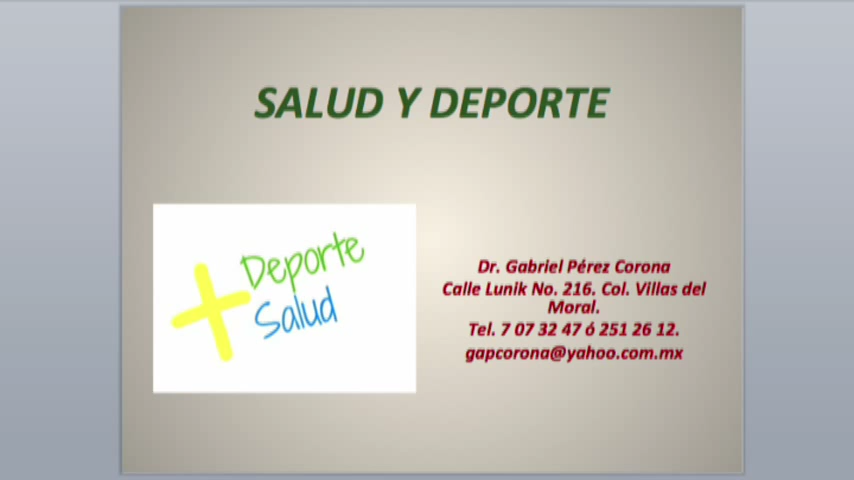 SALUD Y DEPORTE
Deporte
Salud
Dr. Gabriel Pérez Corona
Calle Lunik No. 216. Col. Villas del
Moral.
Tel. 7 07 32 47 ó 251 26 12.
gapcorona@yahoo.com.mx